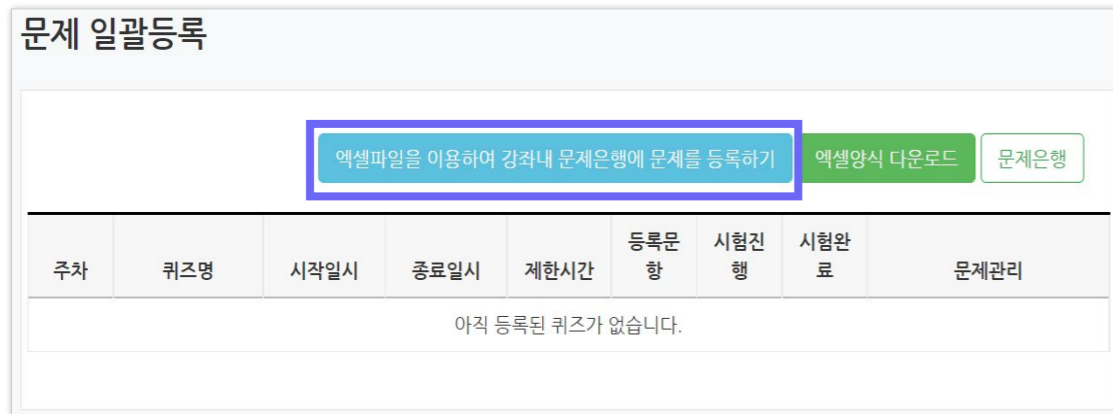 문제 일괄등록
엑셀파일을 이용하여 강좌내 문제은행에 문제를 등록하기 엑셀양식 다운로드 문제은행
주차 퀴즈명 시작일시 종료일시 제한시간 등록문항 시험진행 시험완료 문제관리
아직 등록된 퀴즈가 없습니다.